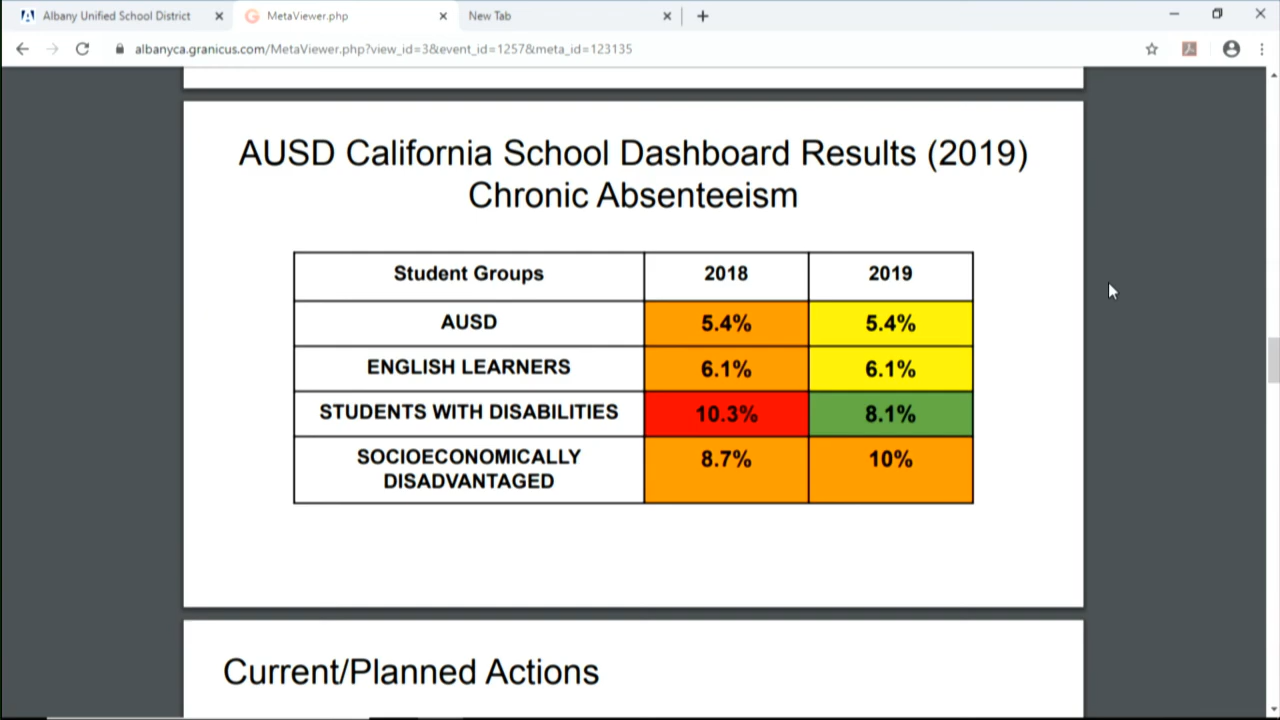 Albany Unified School District
MetaViewer.php
New Tab
albanyca.granicus.com/MetaViewer.php?view_id=3&event_id=1257&meta_id=123135
AUSD California School Dashboard Results (2019)
Chronic Absenteeism
Student Groups 2018 2019
AUSD 5.4% 5.4%
ENGLISH LEARNERS 6.1% 6.1%
STUDENTS WITH DISABILITIES 10.3% 8.1%
SOCIOECONOMICALLY 8.7% 10%
DISADVANTAGED
Current/Planned Actions